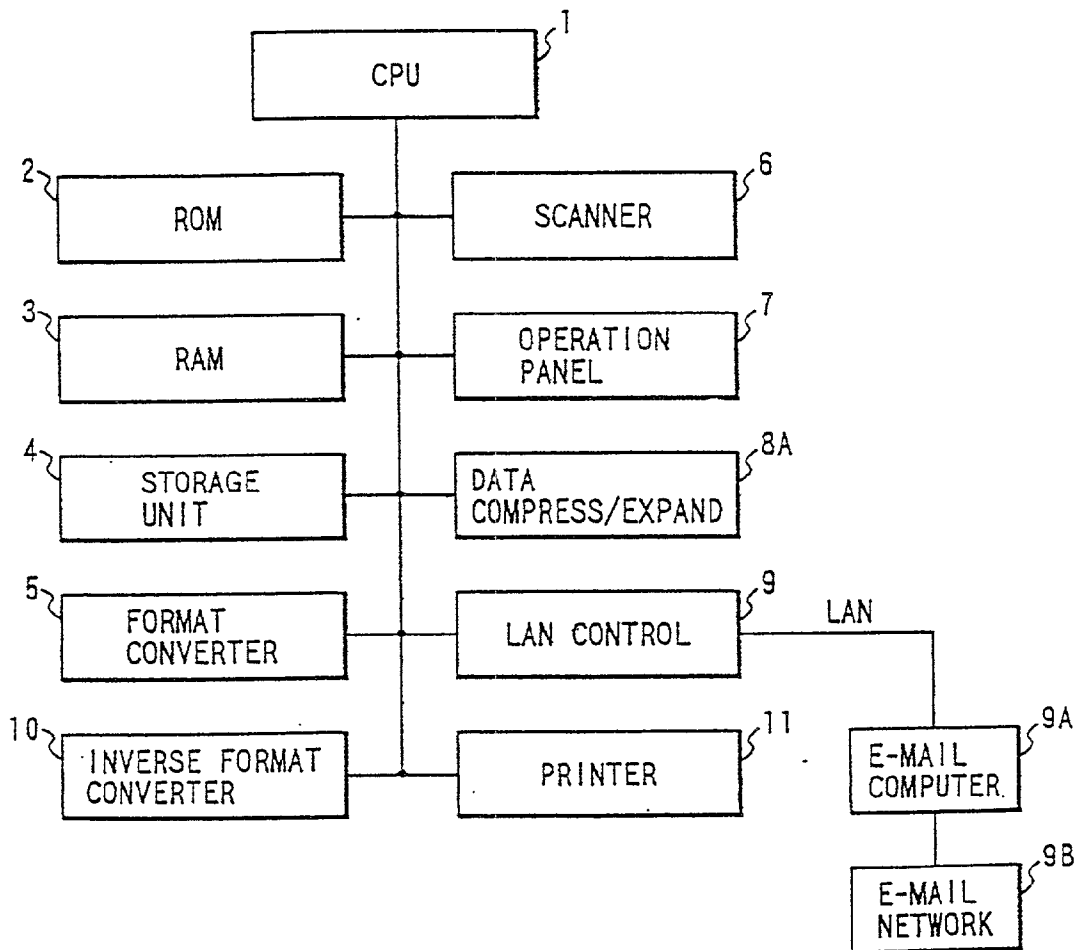 1
CPU
2
ROM
6
SCANNER
3
RAM
7
OPERATION
PANEL
4
STORAGE
UNIT
8A
DATA
COMPRESS/EXPAND
5
FORMAT
CONVERTER
9
LAN CONTROL
LAN
10
INVERSE FORMAT
CONVERTER
11
PRINTER
9A
E-MAIL
COMPUTER
9B
E-MAIL
NETWORK